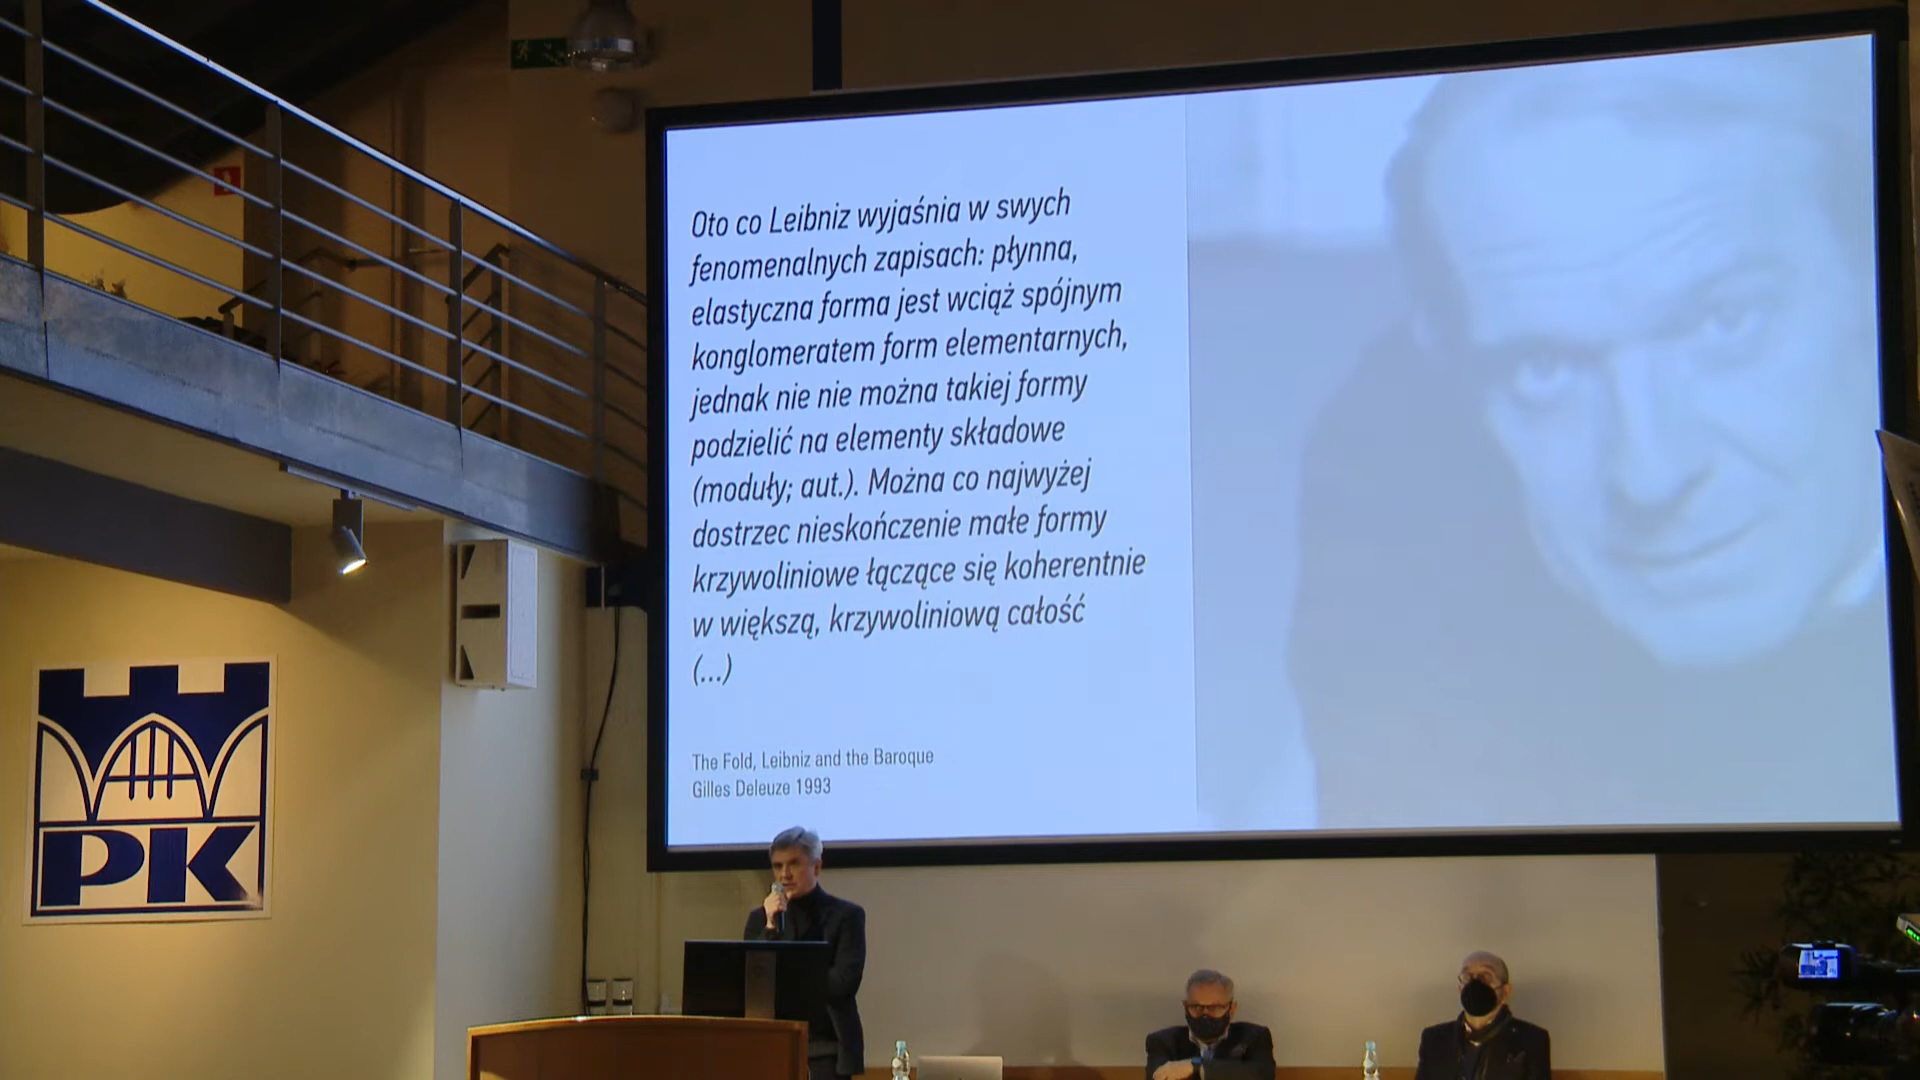 Oto co Leibniz wyjaśnia w swych
fenomenalnych zapisach: płynna,
elastyczna forma jest wciąż spójnym
konglomeratem form elementarnych,
jednak nie nie można takiej formy
podzielić na elementy składowe
(moduły; aut.). Można co najwyżej
dostrzec nieskończenie małe formy
krzywoliniowe łączące się koherentnie
w większą, krzywoliniową całość
(...)
The Fold, Leibniz and the Baroque
Gilles Deleuze 1993
PK